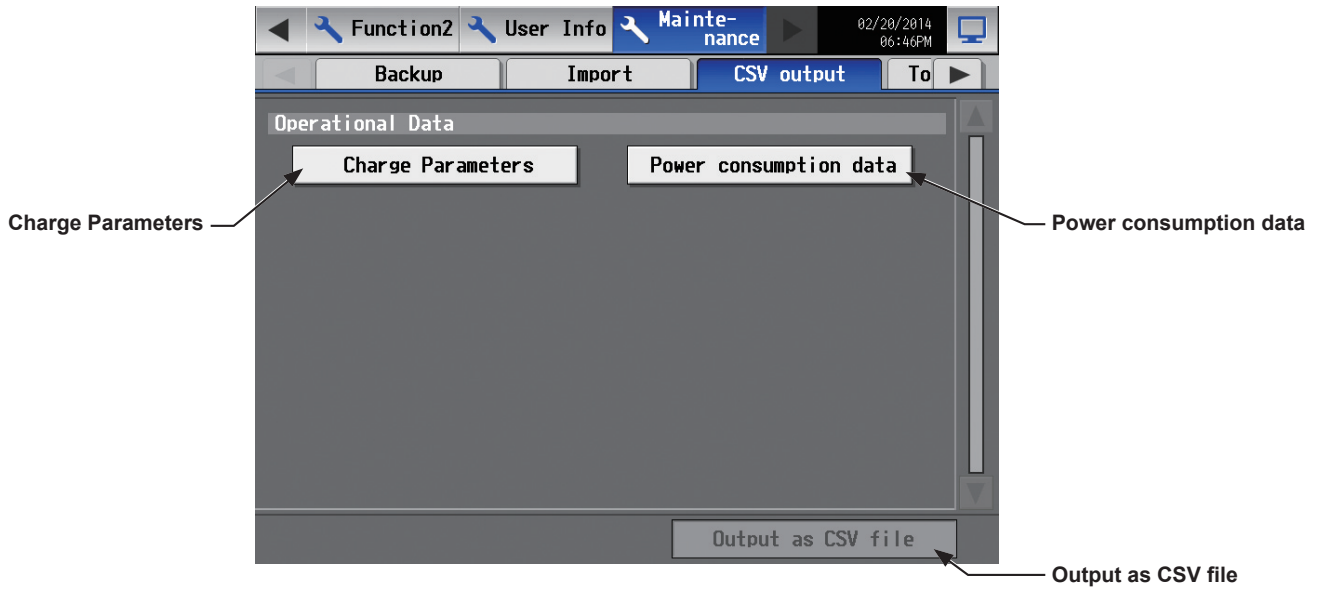 Function2 User Info Mainte-
nance
02/20/2014
06:46PM
Backup Import CSV output To
Operational Data
Charge Parameters Power consumption data
Charge Parameters
Power consumption data
Output as CSV file
Output as CSV file